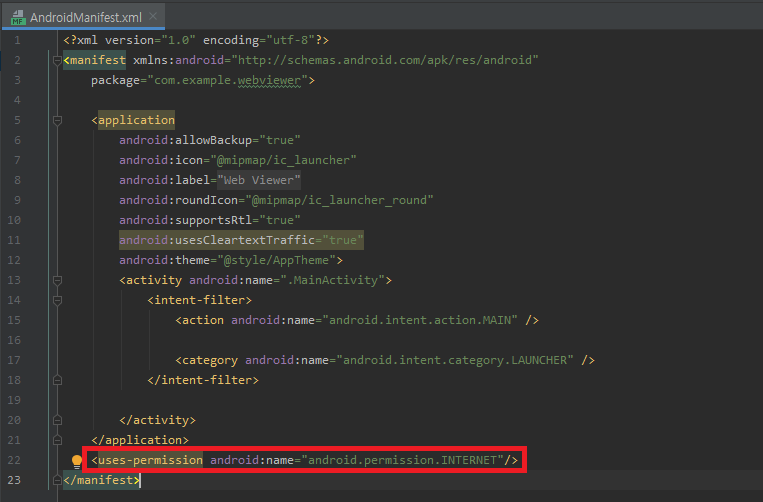 AndroidManifest.xml
1 <?xml version="1.0" encoding="utf-8"?>
2 <manifest xmlns:android="http://schemas.android.com/apk/res/android"
3     package="com.example.webviewer">
4
5     <application
6         android:allowBackup="true"
7         android:icon="@mipmap/ic_launcher"
8         android:label="Web Viewer"
9         android:roundIcon="@mipmap/ic_launcher_round"
10         android:supportsRtl="true"
11         android:usesCleartextTraffic="true"
12         android:theme="@style/AppTheme">
13         <activity android:name=".MainActivity">
14             <intent-filter>
15                 <action android:name="android.intent.action.MAIN" />
16
17                 <category android:name="android.intent.category.LAUNCHER" />
18             </intent-filter>
19
20         </activity>
21     </application>
22     <uses-permission android:name="android.permission.INTERNET"/>
23 </manifest>